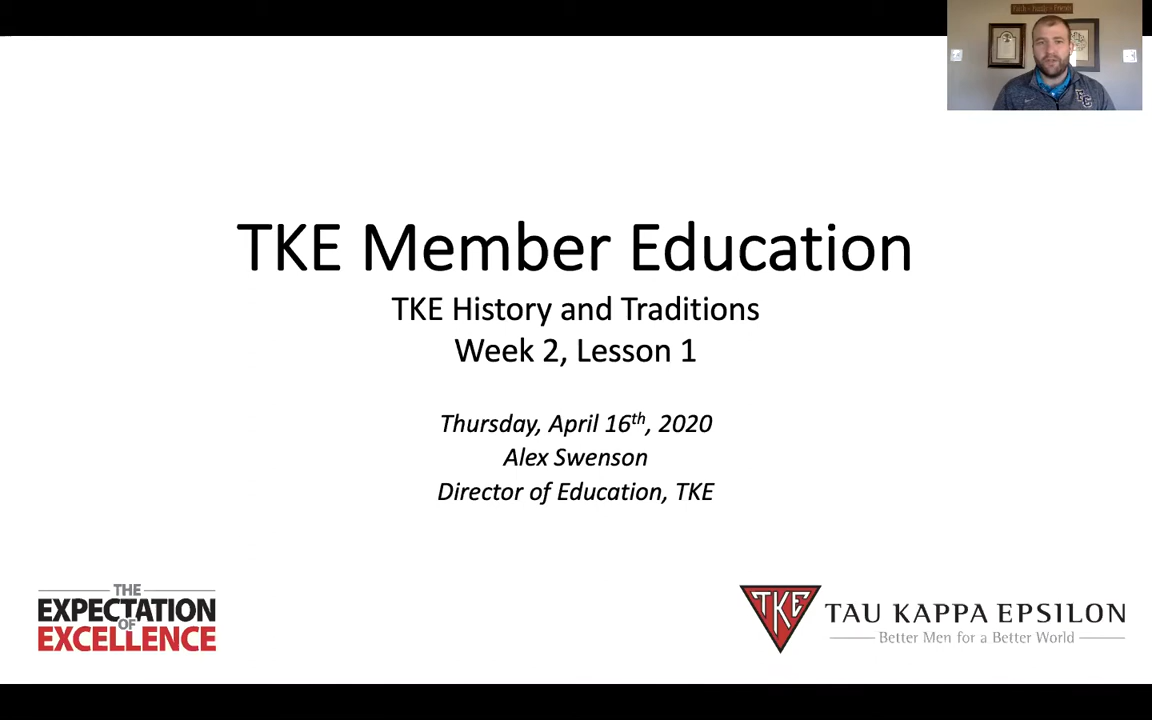 TKE Member Education
TKE History and Traditions
Week 2, Lesson 1
Thursday, April 16th, 2020
Alex Swenson
Director of Education, TKE
THE
EXPECTATION
OF
EXCELLENCE
TKE
TAU KAPPA EPSILON
Better Men for a Better World